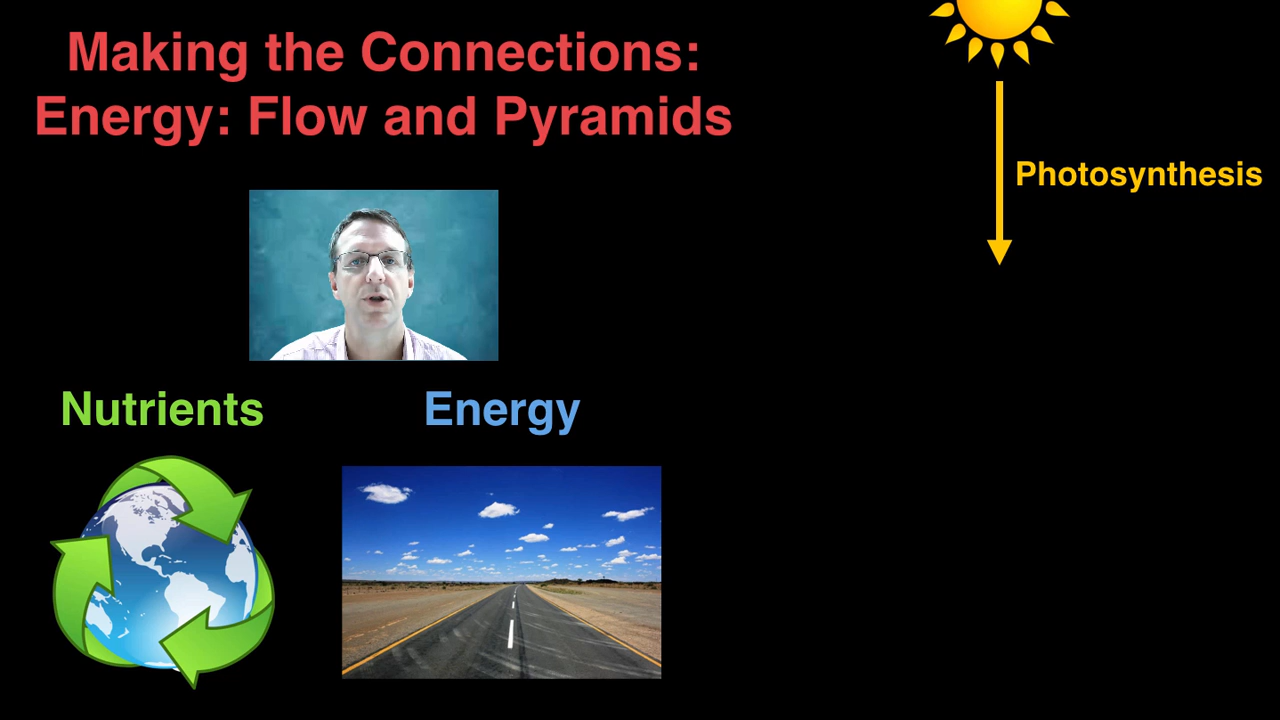 Making the Connections:
Energy: Flow and Pyramids
Photosynthesis
Nutrients
Energy